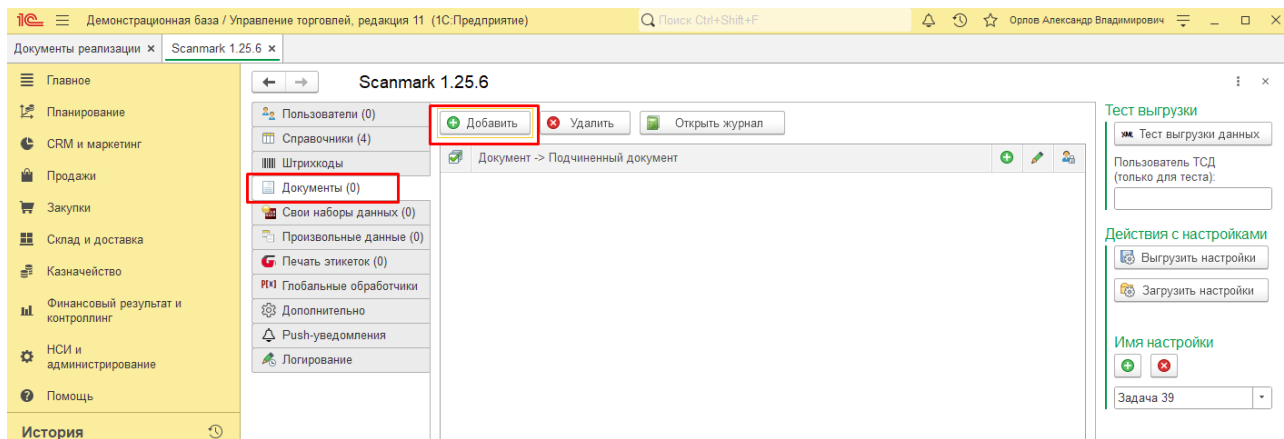 1С Демонстрационная база / Управление торговлей, редакция 11 (1С:Предприятие) Поиск Ctrl+Shift+F Орлов Александр Владимирович
Документы реализации × Scanmark 1.25.6 ×
Главное
Планирование
CRM и маркетинг
Продажи
Закупки
Склад и доставка
Казначейство
Финансовый результат и
контроллинг
НСИ и
администрирование
Помощь
История
Scanmark 1.25.6
Пользователи (0)
Справочники (4)
Штрихкоды
Документы (0)
Свои наборы данных (0)
Произвольные данные (0)
Печать этикеток (0)
P[x] Глобальные обработчики
Дополнительно
Push-уведомления
Логирование
Добавить Удалить Открыть журнал
Документ -> Подчиненный документ
Тест выгрузки
XML Тест выгрузки данных
Пользователь ТСД
(только для теста):
Действия с настройками
Выгрузить настройки
Загрузить настройки
Имя настройки
Задача 39